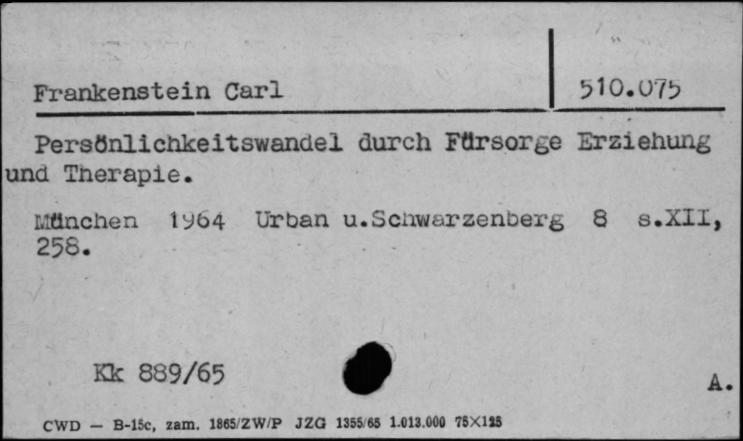 Frankenstein Carl 510.075
Persönlichkeitswandel durch Fürsorge Erziehung
und Therapie.
München 1964 Urban u.Schwarzenberg 8 s.XII,
258.
Kk 889/65
A.
CWD — B-15c, zam. 1865/ZW/P JZG 1355/65 1.013.000 75×125